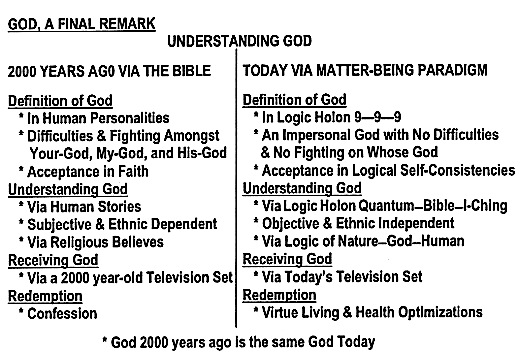 GOD, A FINAL REMARK
UNDERSTANDING GOD
2000 YEARS AGO VIA THE BIBLE
Definition of God
* In Human Personalities
* Difficulties & Fighting Amongst
Your-God, My-God, and His-God
* Acceptance in Faith
Understanding God
* Via Human Stories
* Subjective & Ethnic Dependent
* Via Religious Believes
Receiving God
* Via a 2000 year-old Television Set
Redemption
* Confession
TODAY VIA MATTER-BEING PARADIGM
Definition of God
* In Logic Holon 9—9—9
* An Impersonal God with No Difficulties
& No Fighting on Whose God
* Acceptance in Logical Self-Consistencies
Understanding God
* Via Logic Holon Quantum–Bible–I-Ching
* Objective & Ethnic Independent
* Via Logic of Nature–God–Human
Receiving God
* Via Today's Television Set
Redemption
* Virtue Living & Health Optimizations
* God 2000 years ago is the same God Today